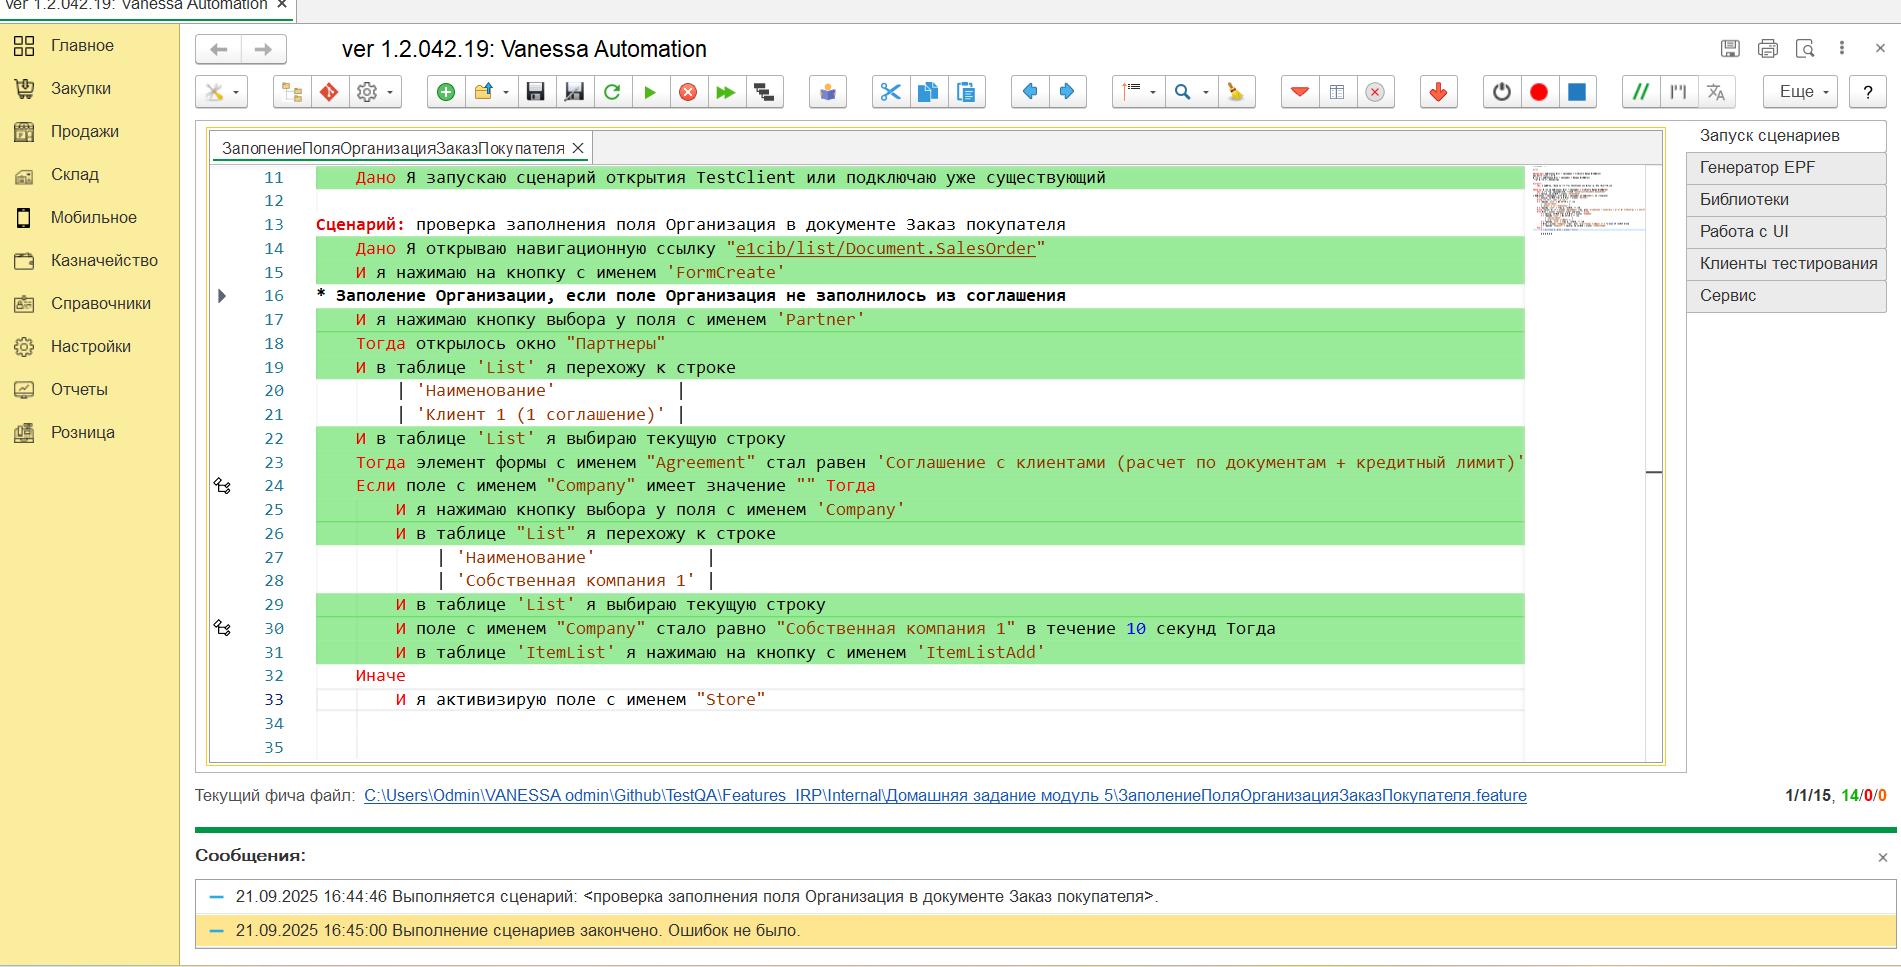 ver 1.2.042.19: Vanessa Automation ×
Главное
Закупки
Продажи
Склад
Мобильное
Казначейство
Справочники
Настройки
Отчеты
Розница
ver 1.2.042.19: Vanessa Automation
Еще
?
ЗаполениеПоляОрганизацияЗаказПокупателя ×
11 Дано Я запускаю сценарий открытия TestClient или подключаю уже существующий
12
13 Сценарий: проверка заполнения поля Организация в документе Заказ покупателя
14 Дано Я открываю навигационную ссылку "e1cib/list/Document.SalesOrder"
15 И я нажимаю на кнопку с именем 'FormCreate'
16 * Заполение Организации, если поле Организация не заполнилось из соглашения
17 И я нажимаю кнопку выбора у поля с именем 'Partner'
18 Тогда открылось окно "Партнеры"
19 И в таблице 'List' я перехожу к строке
20 | 'Наименование' |
21 | 'Клиент 1 (1 соглашение)' |
22 И в таблице 'List' я выбираю текущую строку
23 Тогда элемент формы с именем "Agreement" стал равен 'Соглашение с клиентами (расчет по документам + кредитный лимит)'
24 Если поле с именем "Company" имеет значение "" Тогда
25 И я нажимаю кнопку выбора у поля с именем 'Company'
26 И в таблице "List" я перехожу к строке
27 | 'Наименование' |
28 | 'Собственная компания 1' |
29 И в таблице 'List' я выбираю текущую строку
30 И поле с именем "Company" стало равно "Собственная компания 1" в течение 10 секунд Тогда
31 И в таблице 'ItemList' я нажимаю на кнопку с именем 'ItemListAdd'
32 Иначе
33 И я активизирую поле с именем "Store"
34
35
Запуск сценариев
Генератор EPF
Библиотеки
Работа с UI
Клиенты тестирования
Сервис
Текущий фича файл: C:\Users\Odmin\VANESSA odmin\Github\TestQA\Features_IRP\Internal\Домашняя задание модуль 5\ЗаполениеПоляОрганизацияЗаказПокупателя.feature
1/1/15, 14/0/0
Сообщения:
21.09.2025 16:44:46 Выполняется сценарий: <проверка заполнения поля Организация в документе Заказ покупателя>.
21.09.2025 16:45:00 Выполнение сценариев закончено. Ошибок не было.